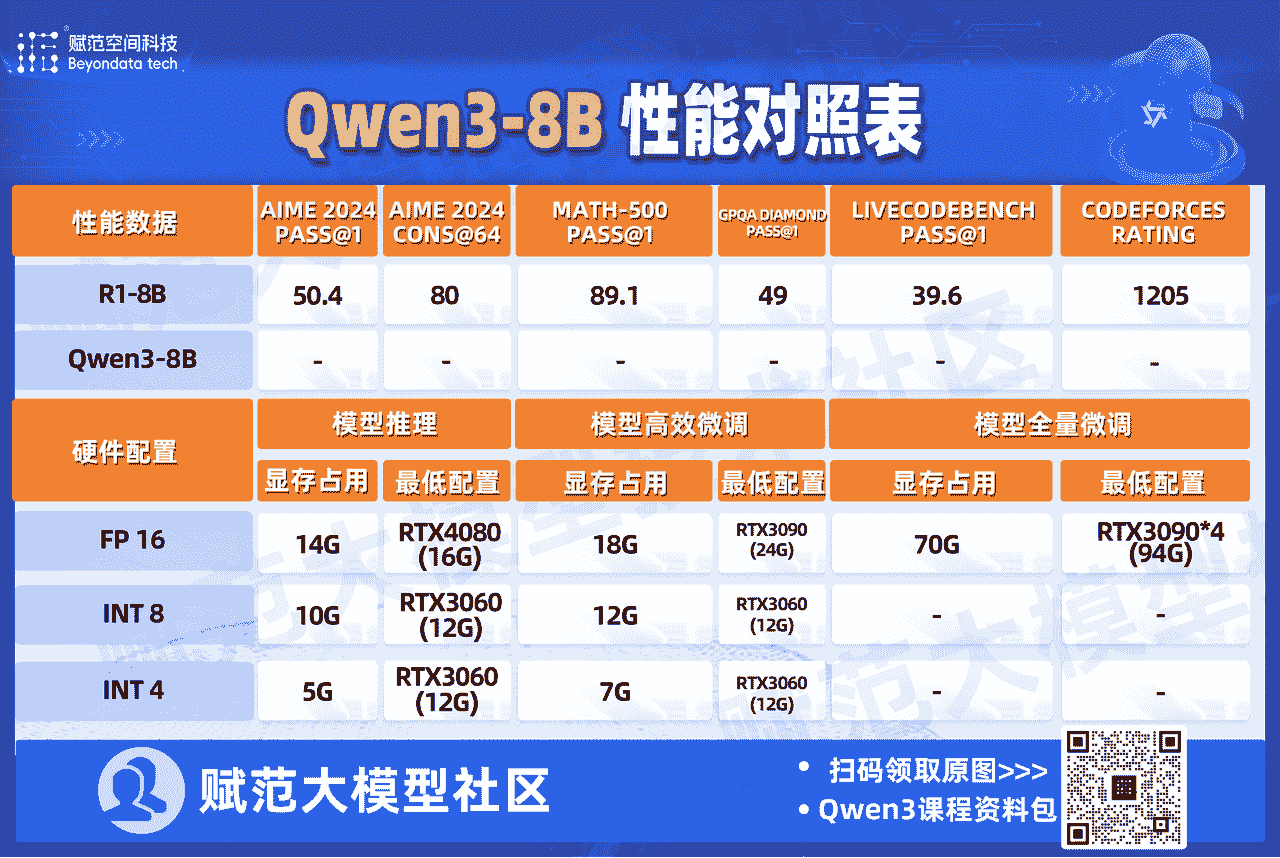 赋范空间科技
Beyondata tech
Qwen3-8B 性能对照表
性能数据
AIME 2024 PASS@1
AIME 2024 CONS@64
MATH-500 PASS@1
GPQA DIAMOND PASS@1
LIVECODEBENCH PASS@1
CODEFORCES RATING
R1-8B 50.4 80 89.1 49 39.6 1205
Qwen3-8B - - - - - -
硬件配置
模型推理 模型高效微调 模型全量微调
显存占用 最低配置 显存占用 最低配置 显存占用 最低配置
FP 16 14G RTX4080 (16G) 18G RTX3090 (24G) 70G RTX3090*4 (94G)
INT 8 10G RTX3060 (12G) 12G RTX3060 (12G) - -
INT 4 5G RTX3060 (12G) 7G RTX3060 (12G) - -
赋范大模型社区
• 扫码领取原图>>>
• Qwen3课程资料包